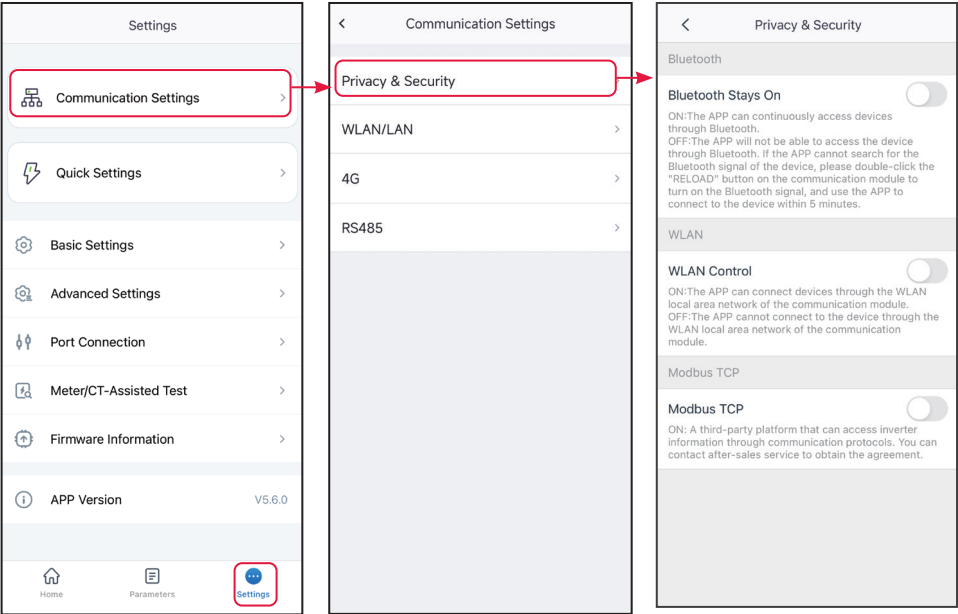 Settings
Communication Settings
Quick Settings
Basic Settings
Advanced Settings
Port Connection
Meter/CT-Assisted Test
Firmware Information
APP Version V5.6.0
Home Parameters Settings
Communication Settings
Privacy & Security
WLAN/LAN
4G
RS485
Privacy & Security
Bluetooth
Bluetooth Stays On
ON:The APP can continuously access devices
through Bluetooth.
OFF:The APP will not be able to access the device
through Bluetooth. If the APP cannot search for the
Bluetooth signal of the device, please double-click the
"RELOAD" button on the communication module to
turn on the Bluetooth signal, and use the APP to
connect to the device within 5 minutes.
WLAN
WLAN Control
ON:The APP can connect devices through the WLAN
local area network of the communication module.
OFF:The APP cannot connect to the device through the
WLAN local area network of the communication
module.
Modbus TCP
Modbus TCP
ON: A third-party platform that can access inverter
information through communication protocols. You can
contact after-sales service to obtain the agreement.